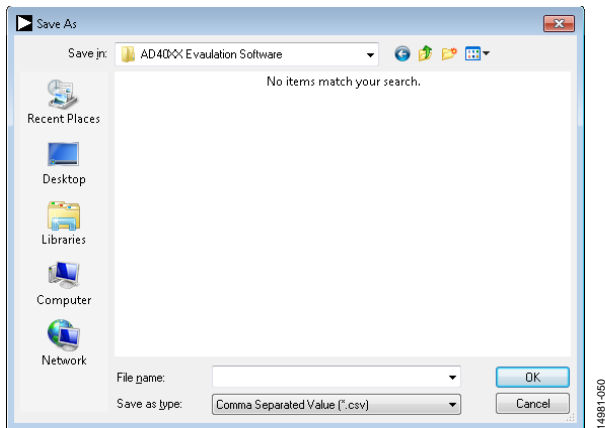 Save As
Save in: AD40XX Evaulation Software
No items match your search.
Recent Places
Desktop
Libraries
Computer
Network
File name:
OK
Save as type: Comma Separated Value (*.csv)
Cancel
14981-050